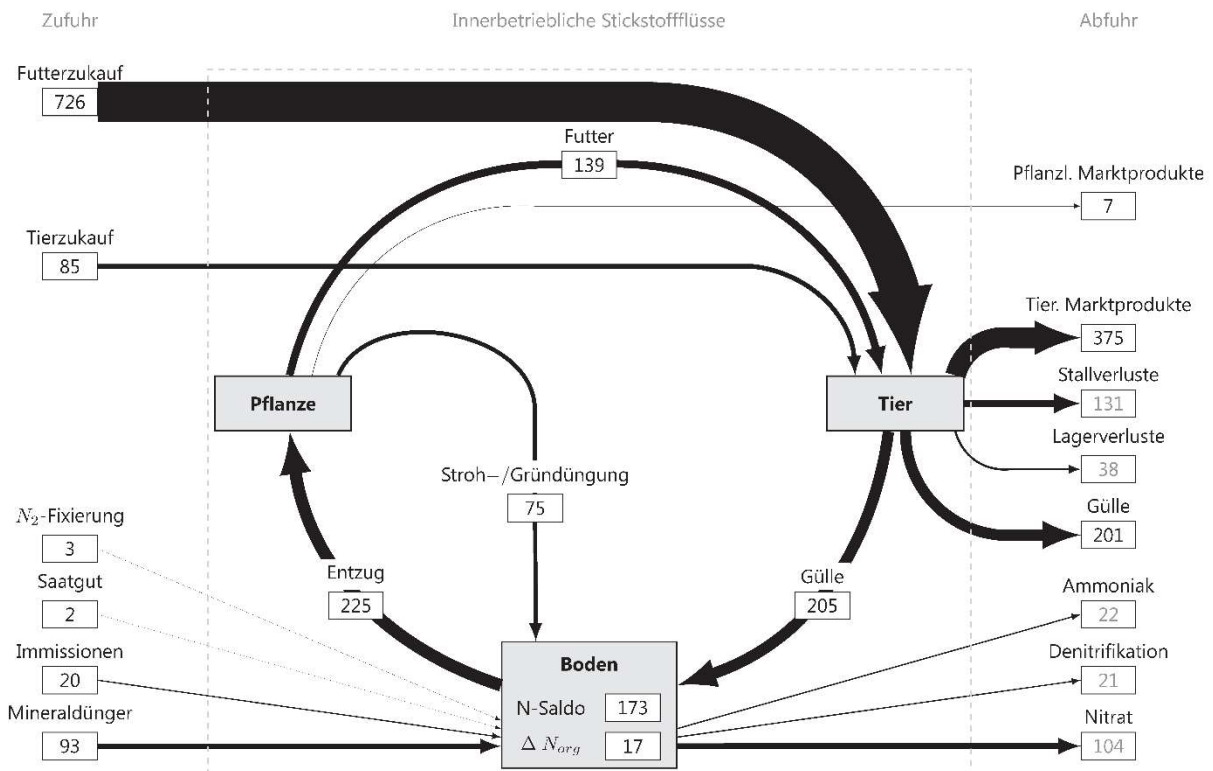 Zufuhr
Innerbetriebliche Stickstoffflüsse
Abfuhr
Futterzukauf
726
Futter
139
Pflanzl. Marktprodukte
7
Tierzukauf
85
Tier. Marktprodukte
375
Pflanze
Tier
Stallverluste
131
Lagerverluste
38
Stroh–/Gründüngung
75
Gülle
201
N₂-Fixierung
3
Entzug
225
Gülle
205
Saatgut
2
Ammoniak
22
Immissionen
20
Boden
Denitrifikation
21
N-Saldo 173
Mineraldünger
93
Δ Norg 17
Nitrat
104